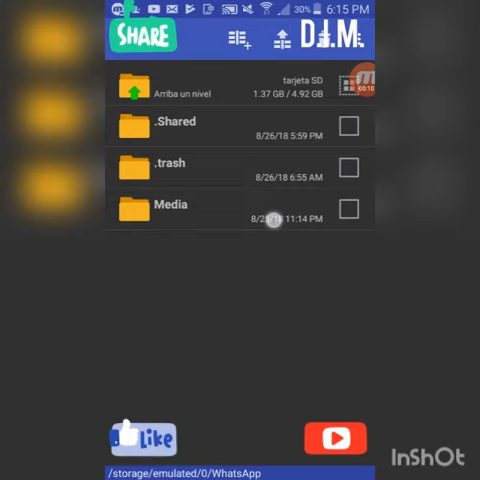 30% 6:15 PM
SHARE
D.I.M.
tarjeta SD
Arriba un nivel
1.37 GB / 4.92 GB
00:10
.Shared
8/26/18 5:59 PM
.trash
8/26/18 6:55 AM
Media
11:14 PM
Like
InShOt
/storage/emulated/0/WhatsApp